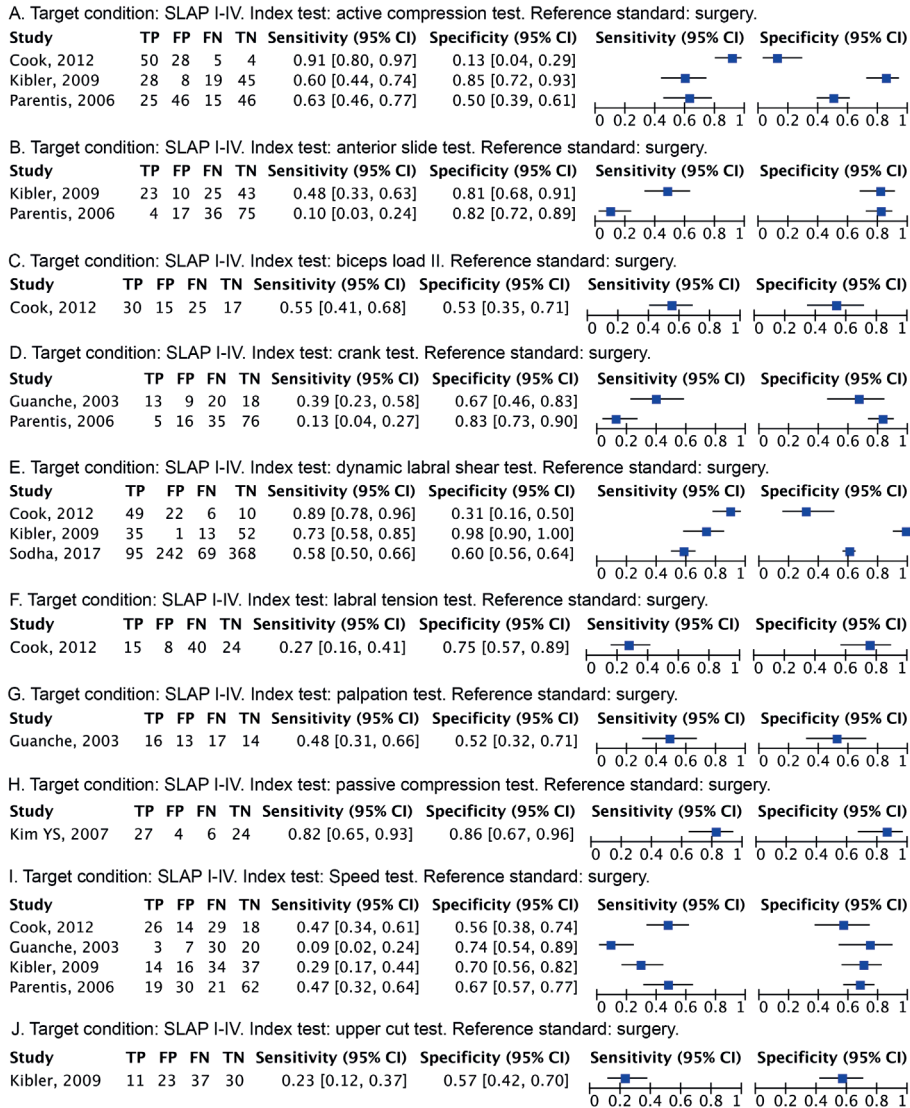 A. Target condition: SLAP I-IV. Index test: active compression test. Reference standard: surgery.
Study TP FP FN TN Sensitivity (95% CI) Specificity (95% CI) Sensitivity (95% CI) Specificity (95% CI)
Cook, 2012 50 28 5 4 0.91 [0.80, 0.97] 0.13 [0.04, 0.29]
Kibler, 2009 28 8 19 45 0.60 [0.44, 0.74] 0.85 [0.72, 0.93]
Parentis, 2006 25 46 15 46 0.63 [0.46, 0.77] 0.50 [0.39, 0.61]
0 0.2 0.4 0.6 0.8 1 0 0.2 0.4 0.6 0.8 1
B. Target condition: SLAP I-IV. Index test: anterior slide test. Reference standard: surgery.
Study TP FP FN TN Sensitivity (95% CI) Specificity (95% CI) Sensitivity (95% CI) Specificity (95% CI)
Kibler, 2009 23 10 25 43 0.48 [0.33, 0.63] 0.81 [0.68, 0.91]
Parentis, 2006 4 17 36 75 0.10 [0.03, 0.24] 0.82 [0.72, 0.89]
0 0.2 0.4 0.6 0.8 1 0 0.2 0.4 0.6 0.8 1
C. Target condition: SLAP I-IV. Index test: biceps load II. Reference standard: surgery.
Study TP FP FN TN Sensitivity (95% CI) Specificity (95% CI) Sensitivity (95% CI) Specificity (95% CI)
Cook, 2012 30 15 25 17 0.55 [0.41, 0.68] 0.53 [0.35, 0.71]
0 0.2 0.4 0.6 0.8 1 0 0.2 0.4 0.6 0.8 1
D. Target condition: SLAP I-IV. Index test: crank test. Reference standard: surgery.
Study TP FP FN TN Sensitivity (95% CI) Specificity (95% CI) Sensitivity (95% CI) Specificity (95% CI)
Guanche, 2003 13 9 20 18 0.39 [0.23, 0.58] 0.67 [0.46, 0.83]
Parentis, 2006 5 16 35 76 0.13 [0.04, 0.27] 0.83 [0.73, 0.90]
0 0.2 0.4 0.6 0.8 1 0 0.2 0.4 0.6 0.8 1
E. Target condition: SLAP I-IV. Index test: dynamic labral shear test. Reference standard: surgery.
Study TP FP FN TN Sensitivity (95% CI) Specificity (95% CI) Sensitivity (95% CI) Specificity (95% CI)
Cook, 2012 49 22 6 10 0.89 [0.78, 0.96] 0.31 [0.16, 0.50]
Kibler, 2009 35 1 13 52 0.73 [0.58, 0.85] 0.98 [0.90, 1.00]
Sodha, 2017 95 242 69 368 0.58 [0.50, 0.66] 0.60 [0.56, 0.64]
0 0.2 0.4 0.6 0.8 1 0 0.2 0.4 0.6 0.8 1
F. Target condition: SLAP I-IV. Index test: labral tension test. Reference standard: surgery.
Study TP FP FN TN Sensitivity (95% CI) Specificity (95% CI) Sensitivity (95% CI) Specificity (95% CI)
Cook, 2012 15 8 40 24 0.27 [0.16, 0.41] 0.75 [0.57, 0.89]
0 0.2 0.4 0.6 0.8 1 0 0.2 0.4 0.6 0.8 1
G. Target condition: SLAP I-IV. Index test: palpation test. Reference standard: surgery.
Study TP FP FN TN Sensitivity (95% CI) Specificity (95% CI) Sensitivity (95% CI) Specificity (95% CI)
Guanche, 2003 16 13 17 14 0.48 [0.31, 0.66] 0.52 [0.32, 0.71]
0 0.2 0.4 0.6 0.8 1 0 0.2 0.4 0.6 0.8 1
H. Target condition: SLAP I-IV. Index test: passive compression test. Reference standard: surgery.
Study TP FP FN TN Sensitivity (95% CI) Specificity (95% CI) Sensitivity (95% CI) Specificity (95% CI)
Kim YS, 2007 27 4 6 24 0.82 [0.65, 0.93] 0.86 [0.67, 0.96]
0 0.2 0.4 0.6 0.8 1 0 0.2 0.4 0.6 0.8 1
I. Target condition: SLAP I-IV. Index test: Speed test. Reference standard: surgery.
Study TP FP FN TN Sensitivity (95% CI) Specificity (95% CI) Sensitivity (95% CI) Specificity (95% CI)
Cook, 2012 26 14 29 18 0.47 [0.34, 0.61] 0.56 [0.38, 0.74]
Guanche, 2003 3 7 30 20 0.09 [0.02, 0.24] 0.74 [0.54, 0.89]
Kibler, 2009 14 16 34 37 0.29 [0.17, 0.44] 0.70 [0.56, 0.82]
Parentis, 2006 19 30 21 62 0.47 [0.32, 0.64] 0.67 [0.57, 0.77]
0 0.2 0.4 0.6 0.8 1 0 0.2 0.4 0.6 0.8 1
J. Target condition: SLAP I-IV. Index test: upper cut test. Reference standard: surgery.
Study TP FP FN TN Sensitivity (95% CI) Specificity (95% CI) Sensitivity (95% CI) Specificity (95% CI)
Kibler, 2009 11 23 37 30 0.23 [0.12, 0.37] 0.57 [0.42, 0.70]
0 0.2 0.4 0.6 0.8 1 0 0.2 0.4 0.6 0.8 1